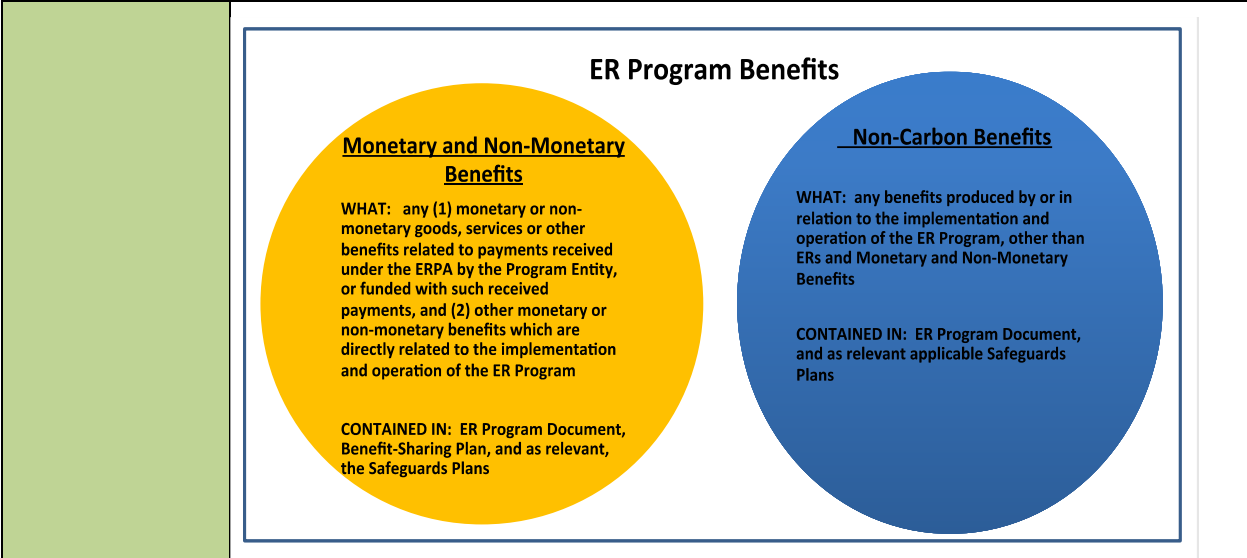 ER Program Benefits
Monetary and Non-Monetary
Benefits
WHAT: any (1) monetary or non-
monetary goods, services or other
benefits related to payments received
under the ERPA by the Program Entity,
or funded with such received
payments, and (2) other monetary or
non-monetary benefits which are
directly related to the implementation
and operation of the ER Program
CONTAINED IN: ER Program Document,
Benefit-Sharing Plan, and as relevant,
the Safeguards Plans
Non-Carbon Benefits
WHAT: any benefits produced by or in
relation to the implementation and
operation of the ER Program, other than
ERs and Monetary and Non-Monetary
Benefits
CONTAINED IN: ER Program Document,
and as relevant applicable Safeguards
Plans